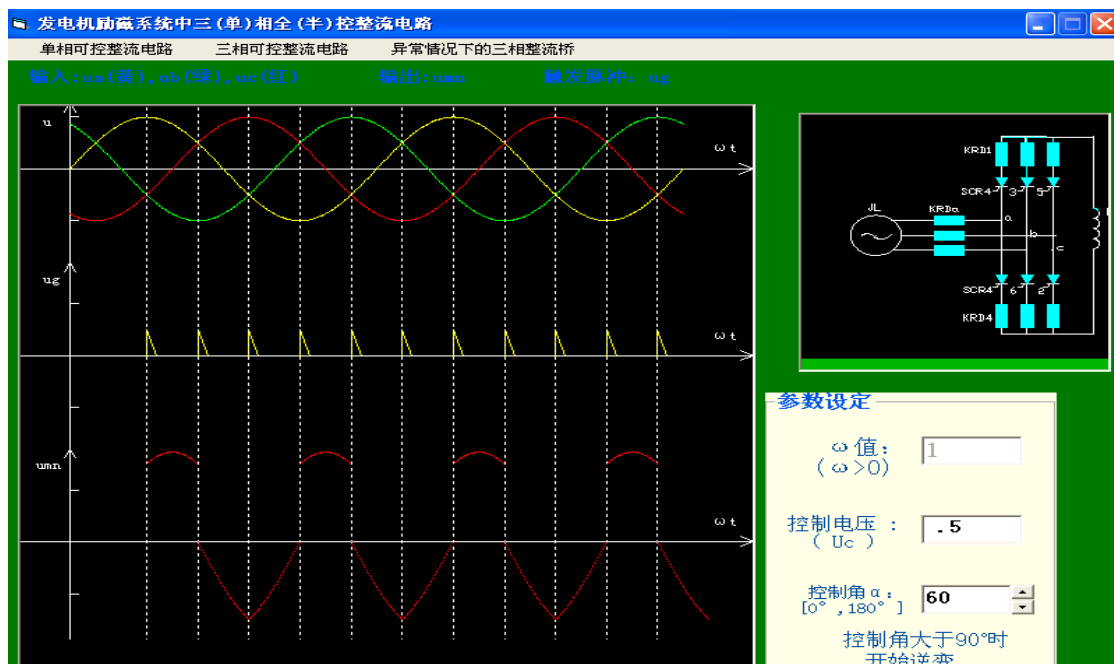 发电机励磁系统中三(单)相全(半)控整流电路
单相可控整流电路 三相可控整流电路 异常情况下的三相整流桥
输入:ua(黄),ub(绿),uc(红) 输出:umn 触发脉冲: ug
u
ωt
ug
ωt
umn
ωt
KRD1
SCR4 3 5
JL
KRDa
a
b
c
SCR4 6 2
KRD4
参数设定
ω值:
(ω>0)
1
控制电压:
(Uc)
.5
控制角α:
[0°,180°]
60
控制角大于90°时
开始逆变